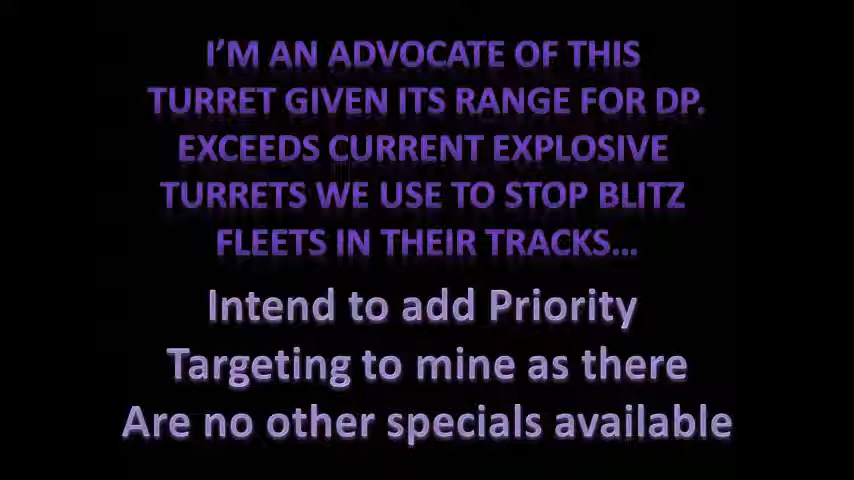 I’M AN ADVOCATE OF THIS
TURRET GIVEN ITS RANGE FOR DP.
EXCEEDS CURRENT EXPLOSIVE
TURRETS WE USE TO STOP BLITZ
FLEETS IN THEIR TRACKS…
Intend to add Priority
Targeting to mine as there
Are no other specials available